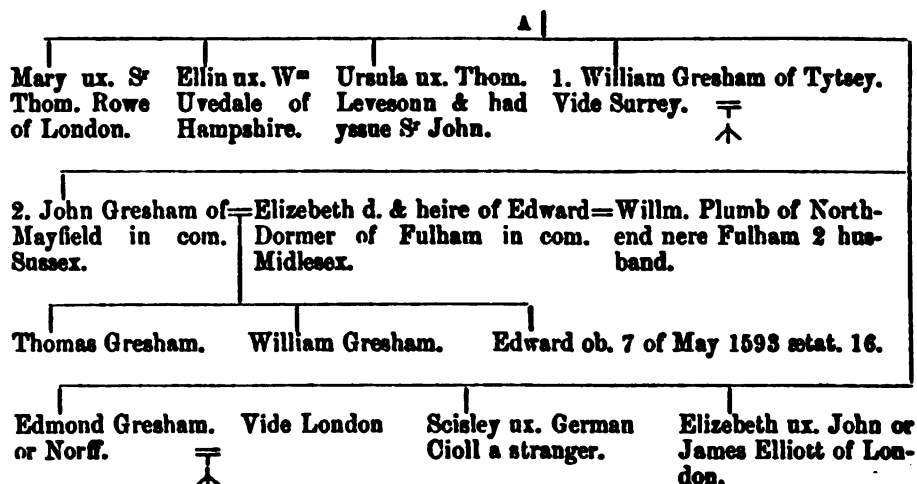 A
Mary ux. Sr
Thom. Rowe
of London.
Ellin ux. Wm
Uvedale of
Hampshire.
Ursula ux. Thom.
Levesonn & had
yssue Sr John.
1. William Gresham of Tytsey.
Vide Surrey.
2. John Gresham of
Mayfield in com.
Sussex.
Elizebeth d. & heire of Edward
Dormer of Fulham in com.
Midlesex.
Willm. Plumb of North-
end nere Fulham 2 hus-
band.
Thomas Gresham.
William Gresham.
Edward ob. 7 of May 1593 ætat. 16.
Edmond Gresham.
or Norff.
Vide London
Scisley ux. German
Cioll a stranger.
Elizebeth ux. John or
James Elliott of Lon-
don.